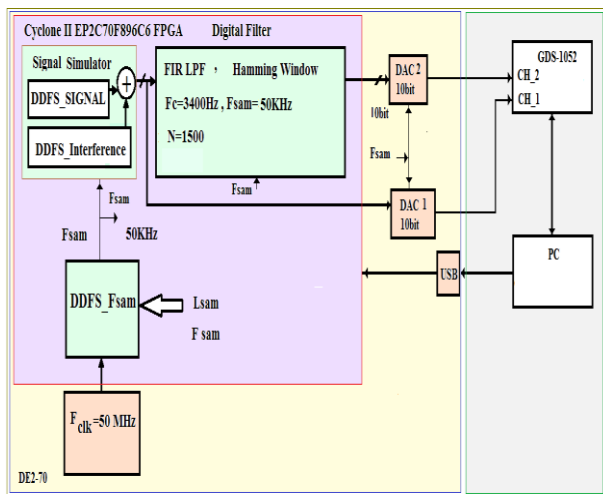 Cyclone II EP2C70F896C6 FPGA Digital Filter
Signal Simulator
DDFS_SIGNAL
+
DDFS_Interference
FIR LPF , Hamming Window
Fc=3400Hz , Fsam= 50KHz
N=1500
Fsam
DAC 2
10bit
10bit
Fsam
DAC 1
10bit
GDS-1052
CH_2
CH_1
Fsam
Fsam
50KHz
DDFS_Fsam
Lsam
F sam
USB
PC
Fclk=50 MHz
DE2-70